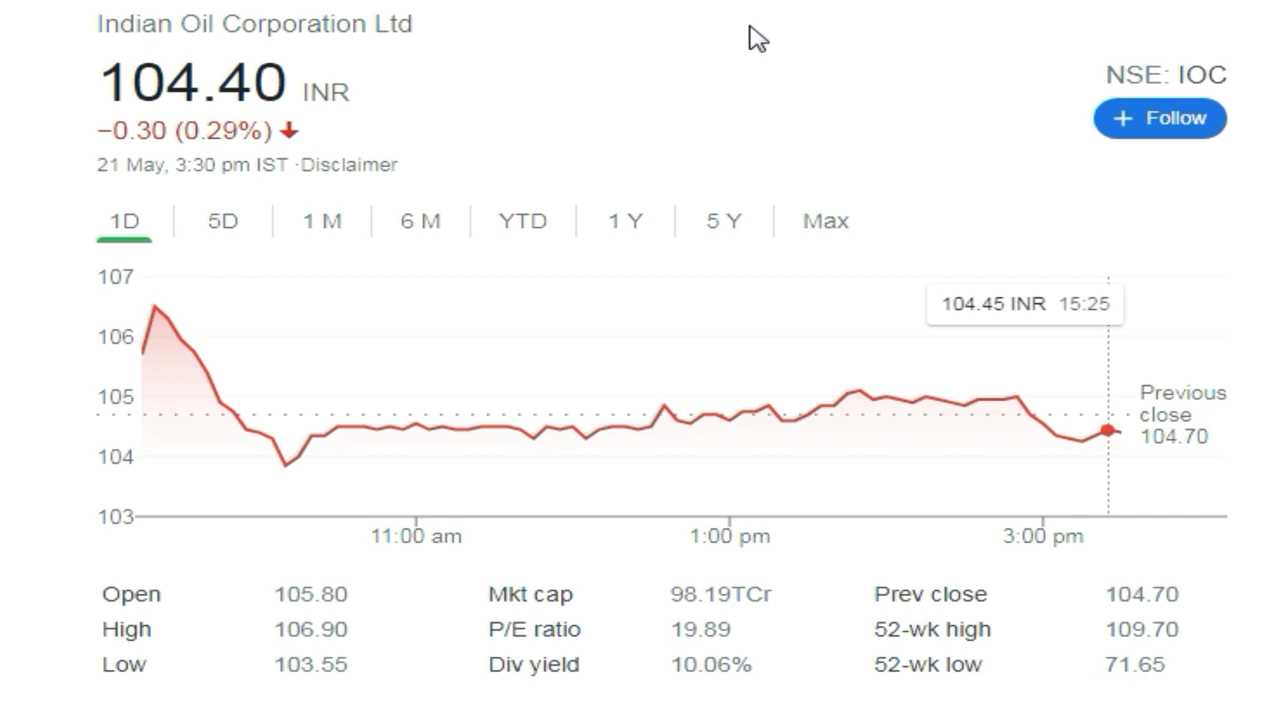 Indian Oil Corporation Ltd
104.40 INR
NSE: IOC
−0.30 (0.29%)
+ Follow
21 May, 3:30 pm IST ·Disclaimer
1D 5D 1 M 6 M YTD 1 Y 5 Y Max
107
104.45 INR 15:25
106
105
Previous
close
104.70
104
103
11:00 am 1:00 pm 3:00 pm
Open 105.80 Mkt cap 98.19TCr Prev close 104.70
High 106.90 P/E ratio 19.89 52-wk high 109.70
Low 103.55 Div yield 10.06% 52-wk low 71.65